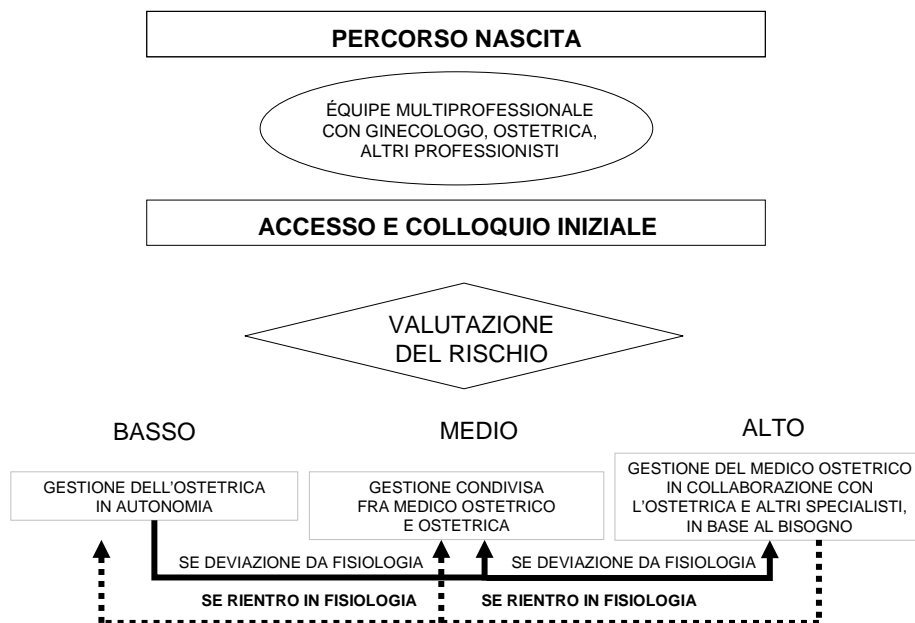 PERCORSO NASCITA
ÉQUIPE MULTIPROFESSIONALE
CON GINECOLOGO, OSTETRICA,
ALTRI PROFESSIONISTI
ACCESSO E COLLOQUIO INIZIALE
VALUTAZIONE
DEL RISCHIO
BASSO
MEDIO
ALTO
GESTIONE DELL'OSTETRICA
IN AUTONOMIA
GESTIONE CONDIVISA
FRA MEDICO OSTETRICO
E OSTETRICA
GESTIONE DEL MEDICO OSTETRICO
IN COLLABORAZIONE CON
L'OSTETRICA E ALTRI SPECIALISTI,
IN BASE AL BISOGNO
SE DEVIAZIONE DA FISIOLOGIA
SE DEVIAZIONE DA FISIOLOGIA
SE RIENTRO IN FISIOLOGIA
SE RIENTRO IN FISIOLOGIA